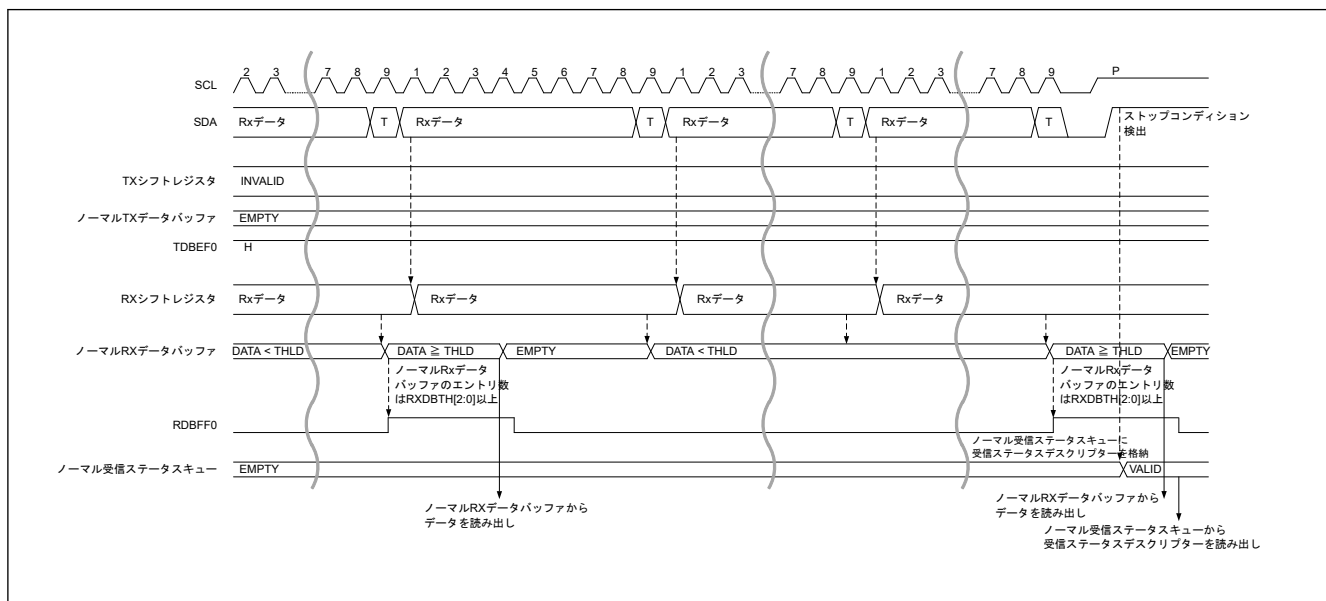 SCL 2 3 7 8 9 1 2 3 4 5 6 7 8 9 1 2 3 7 8 9 1 2 3 7 8 9 P
SDA Rxデータ T Rxデータ T Rxデータ T Rxデータ T
ストップコンディション
検出
TXシフトレジスタ INVALID
ノーマルTXデータバッファ EMPTY
TDBEF0 H
RXシフトレジスタ Rxデータ Rxデータ Rxデータ Rxデータ
ノーマルRXデータバッファ DATA < THLD DATA ≧ THLD EMPTY DATA < THLD DATA ≧ THLD EMPTY
ノーマルRxデータ
バッファのエントリ数
はRXDBTH[2:0]以上
ノーマルRxデータ
バッファのエントリ数
はRXDBTH[2:0]以上
RDBFF0
ノーマル受信ステータスキューに
受信ステータスデスクリプターを格納
ノーマル受信ステータスキュー EMPTY VALID
ノーマルRXデータバッファから
データを読み出し
ノーマルRXデータバッファから
データを読み出し
ノーマル受信ステータスキューから
受信ステータスデスクリプターを読み出し